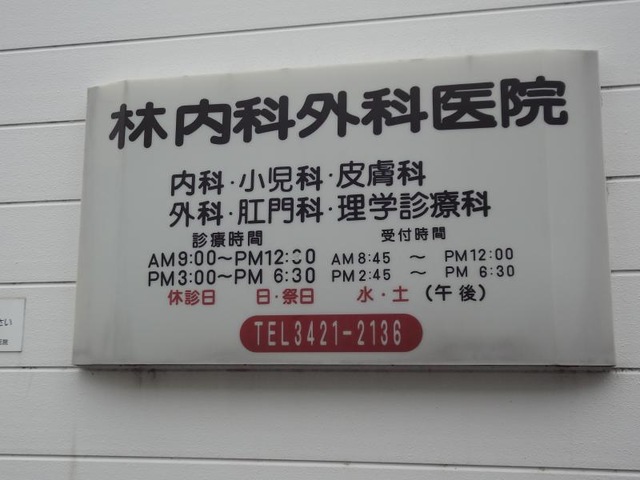 林内科外科医院
内科・小児科・皮膚科
外科・肛門科・理学診療科
診療時間 受付時間
AM9:00～PM12:30 AM8:45 ～ PM12:00
PM3:00～PM 6:30 PM2:45 ～ PM 6:30
休診日 日・祭日 水・土（午後）
TEL3421-2136
さい